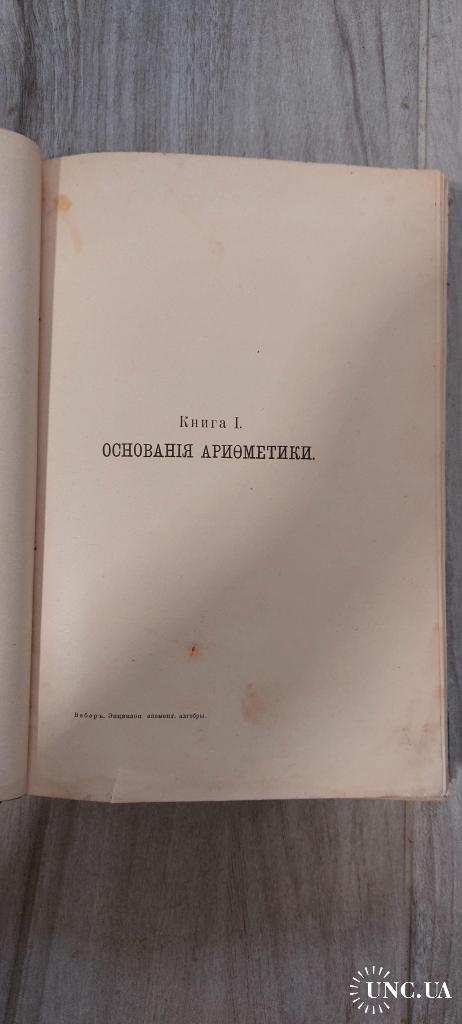 Книга I.
ОСНОВАНІЯ АРИѲМЕТИКИ.
Веберъ. Энциклоп. элемент. алгебры.
UNC.UA